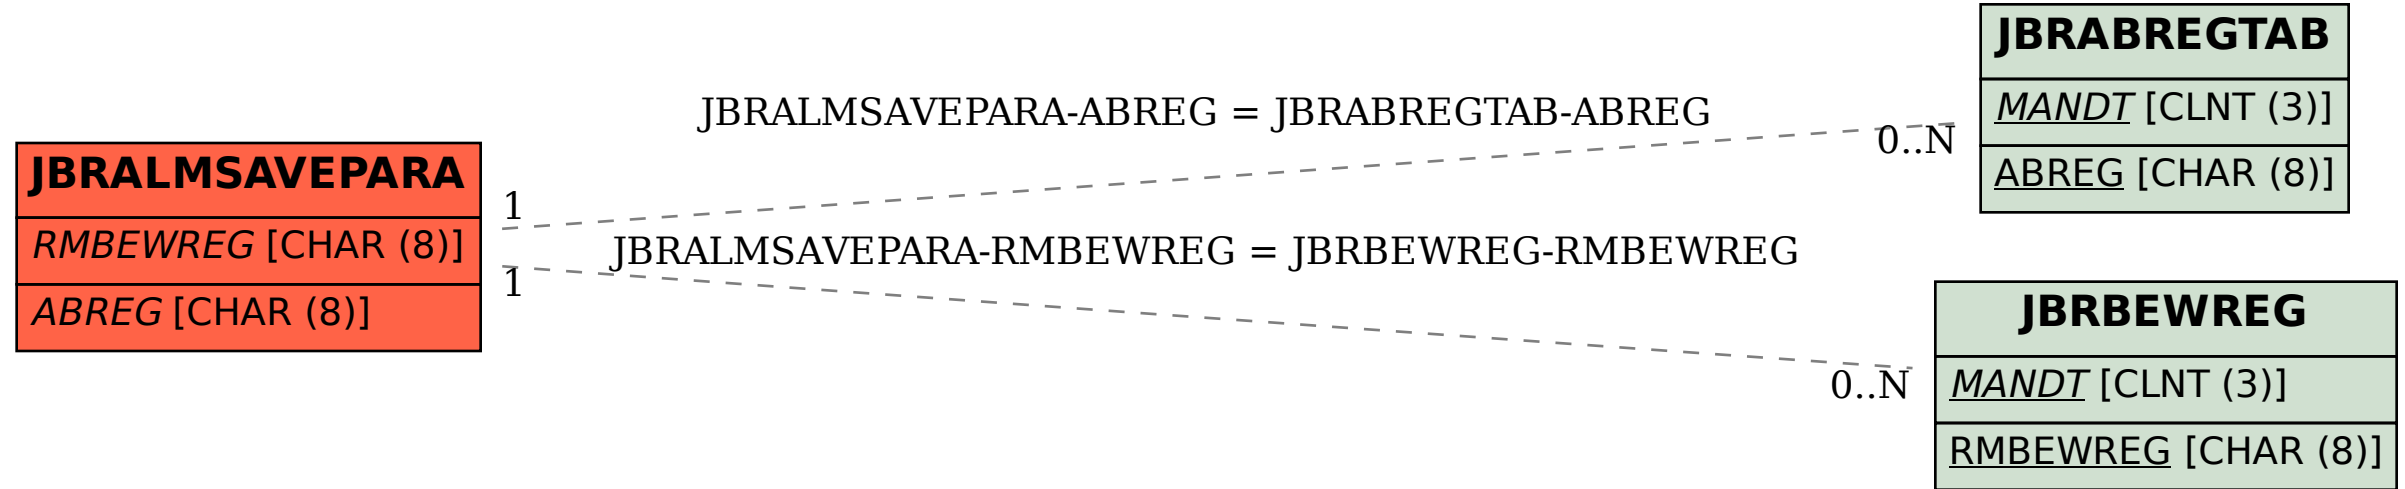 JBRALMSAVEPARA
RMBEWREG [CHAR (8)]
ABREG [CHAR (8)]
JBRALMSAVEPARA-ABREG = JBRABREGTAB-ABREG
1
0..N
JBRALMSAVEPARA-RMBEWREG = JBRBEWREG-RMBEWREG
1
0..N
JBRABREGTAB
MANDT [CLNT (3)]
ABREG [CHAR (8)]
JBRBEWREG
MANDT [CLNT (3)]
RMBEWREG [CHAR (8)]